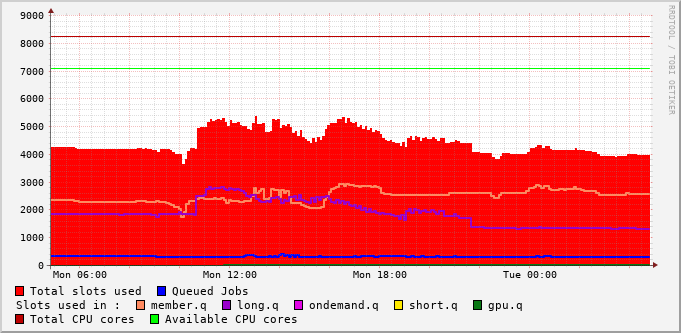 RRDTOOL / TOBI OETIKER
9000
8000
7000
6000
5000
4000
3000
2000
1000
0
Mon 06:00 Mon 12:00 Mon 18:00 Tue 00:00
Total slots used Queued Jobs
Slots used in : member.q long.q ondemand.q short.q gpu.q
Total CPU cores Available CPU cores